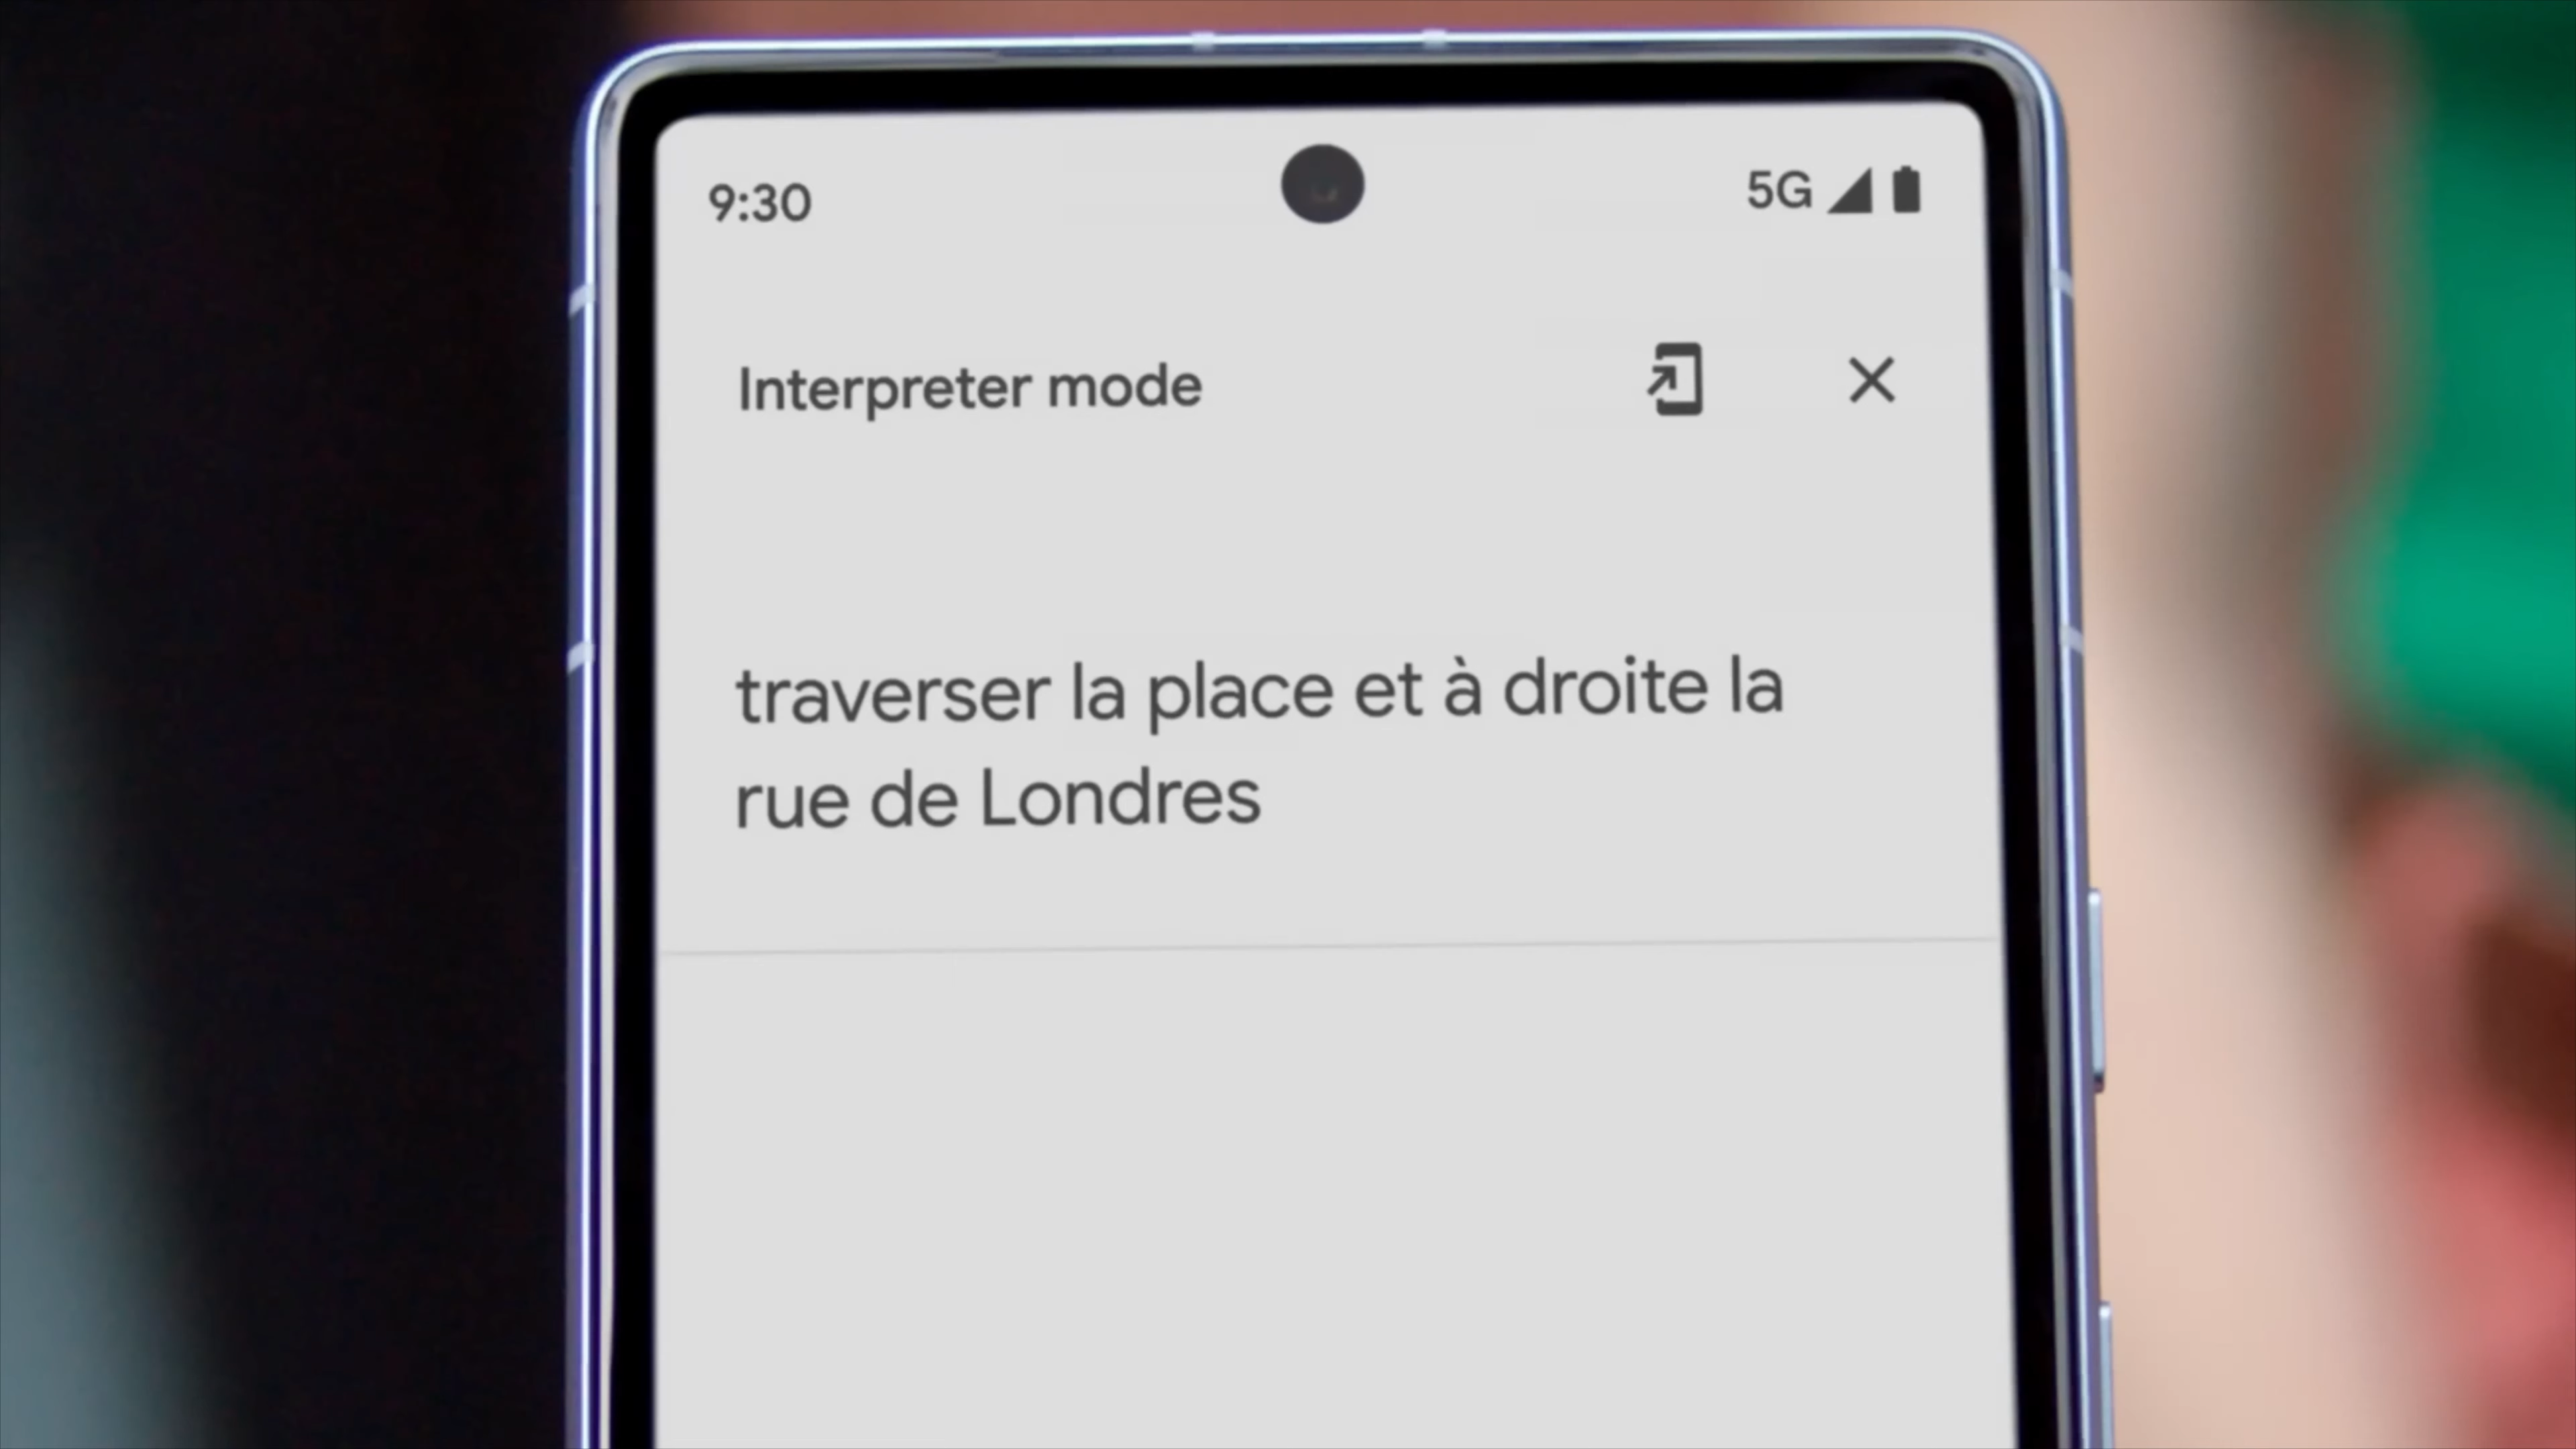 9:30
5G
Interpreter mode
traverser la place et à droite la
rue de Londres